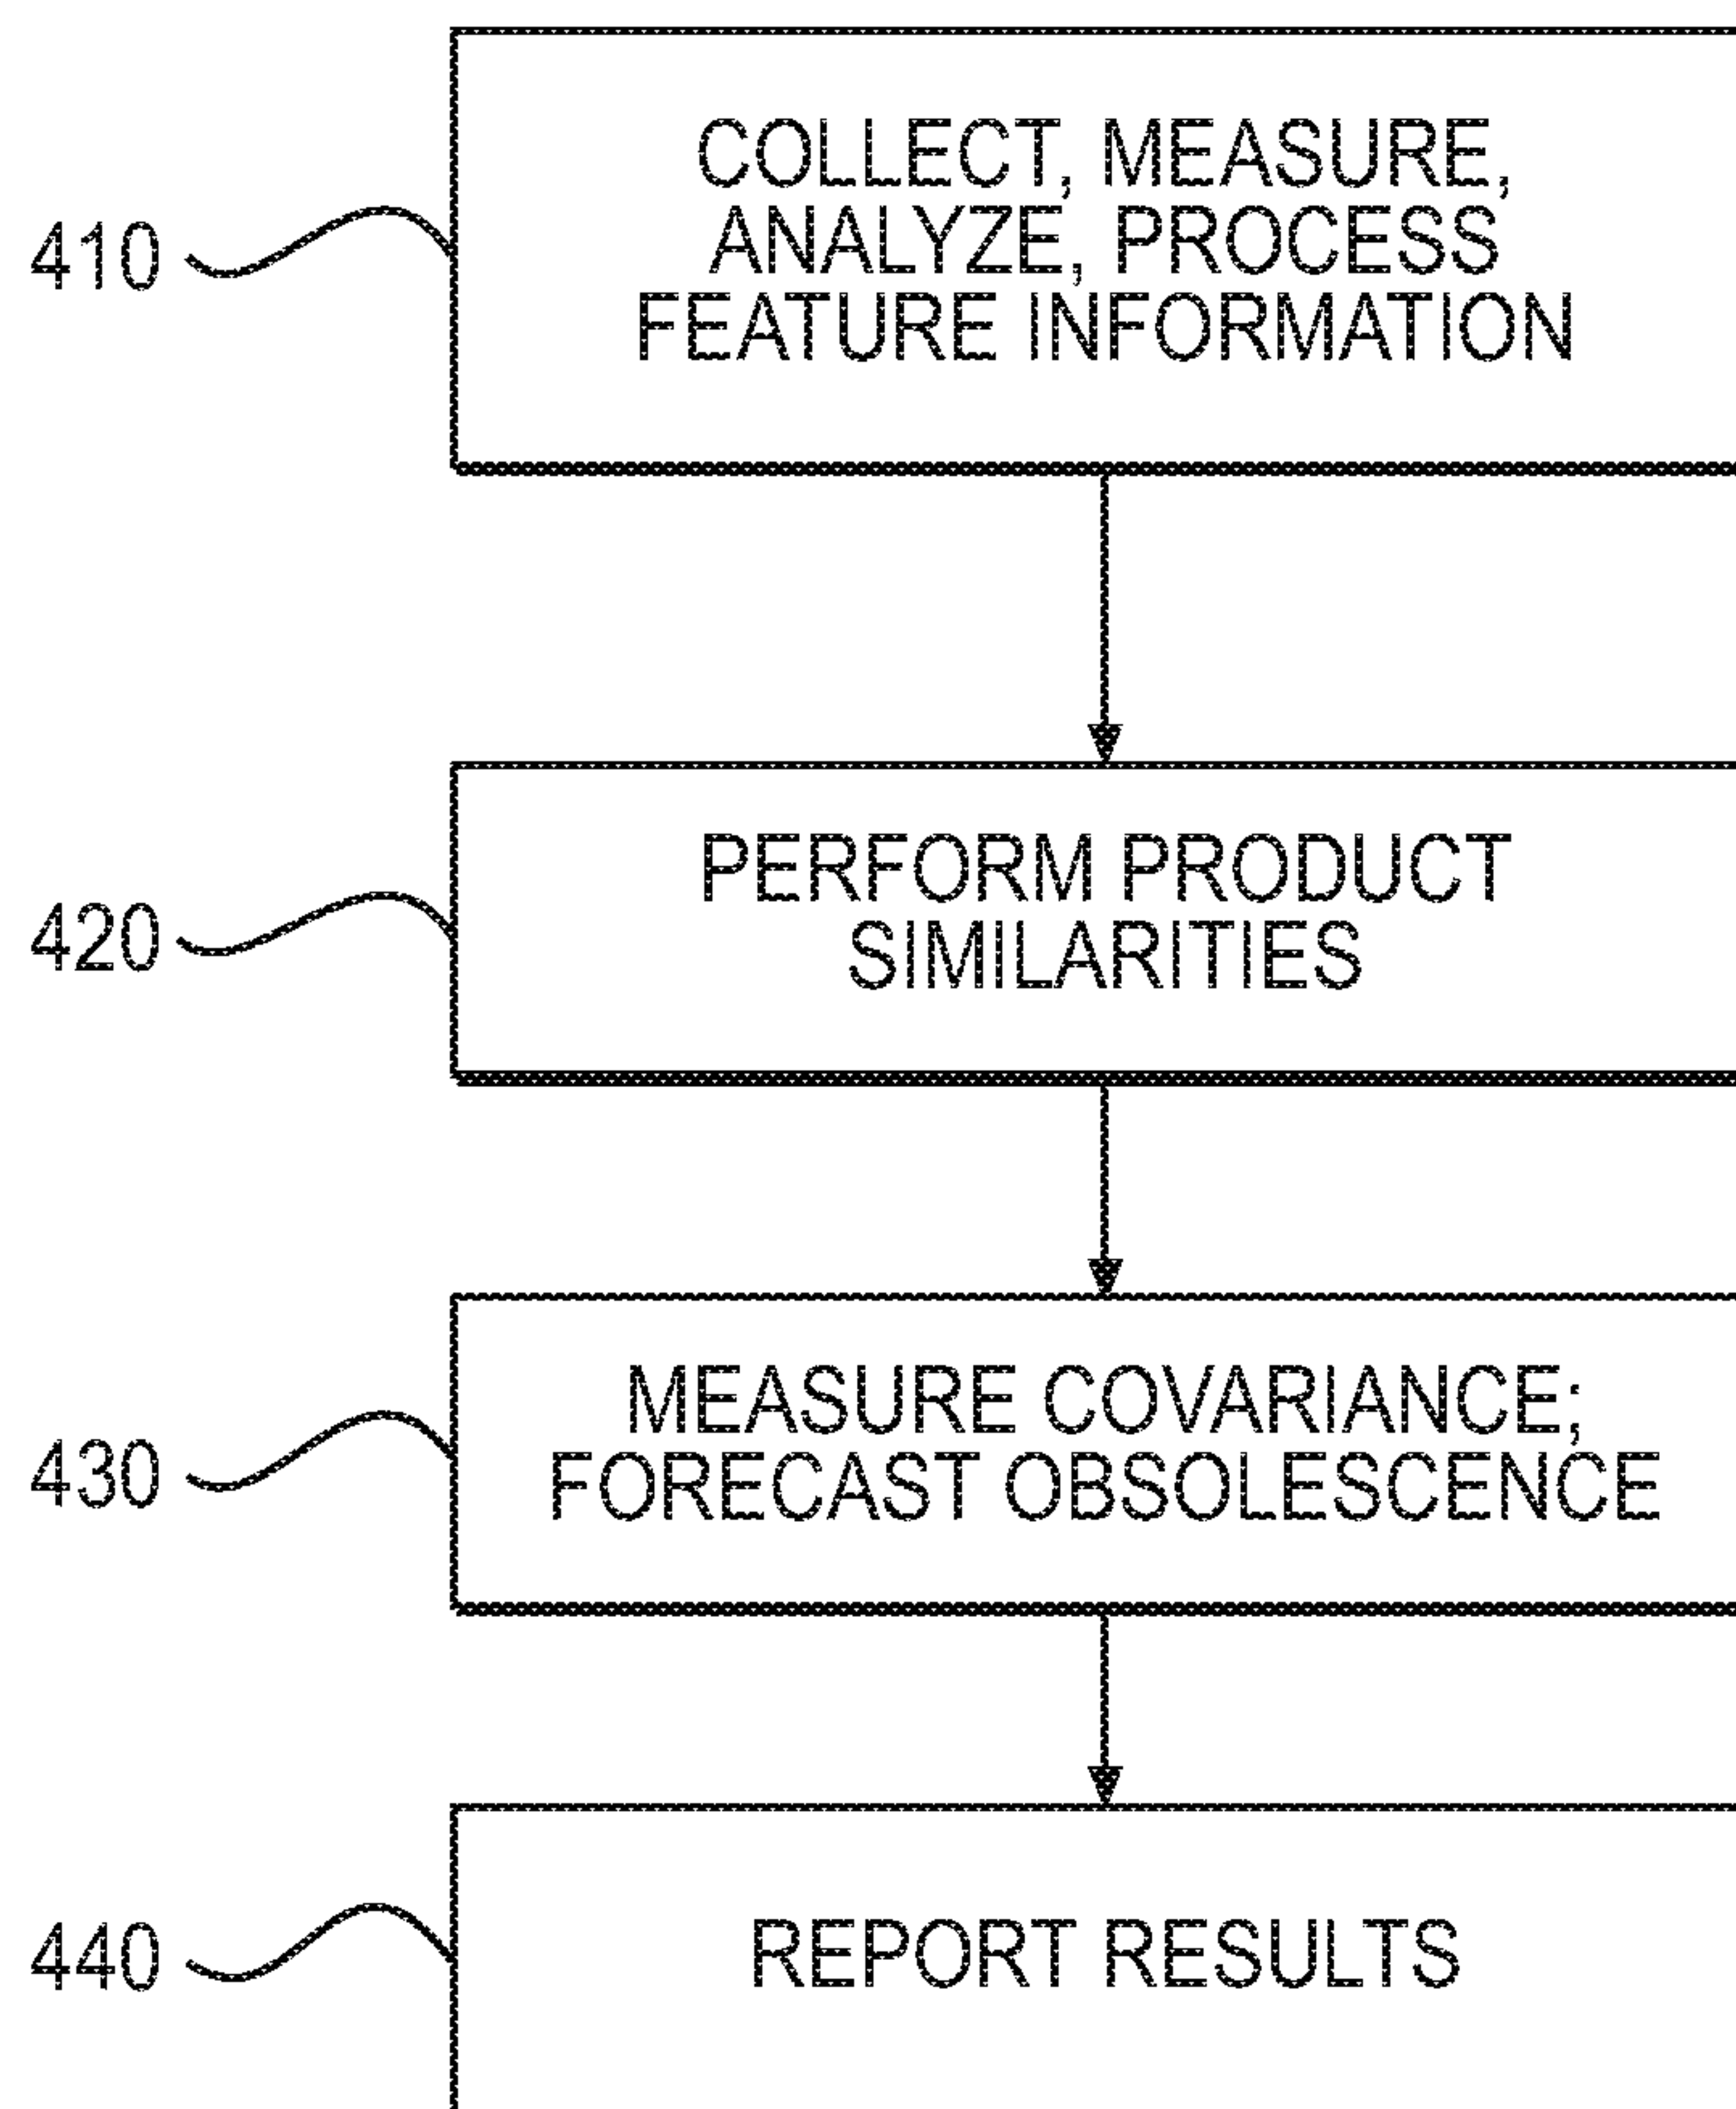 COLLECT, MEASURE,
ANALYZE, PROCESS
FEATURE INFORMATION
410
PERFORM PRODUCT
SIMILARITIES
420
MEASURE COVARIANCE;
FORECAST OBSOLESCENCE
430
REPORT RESULTS
440